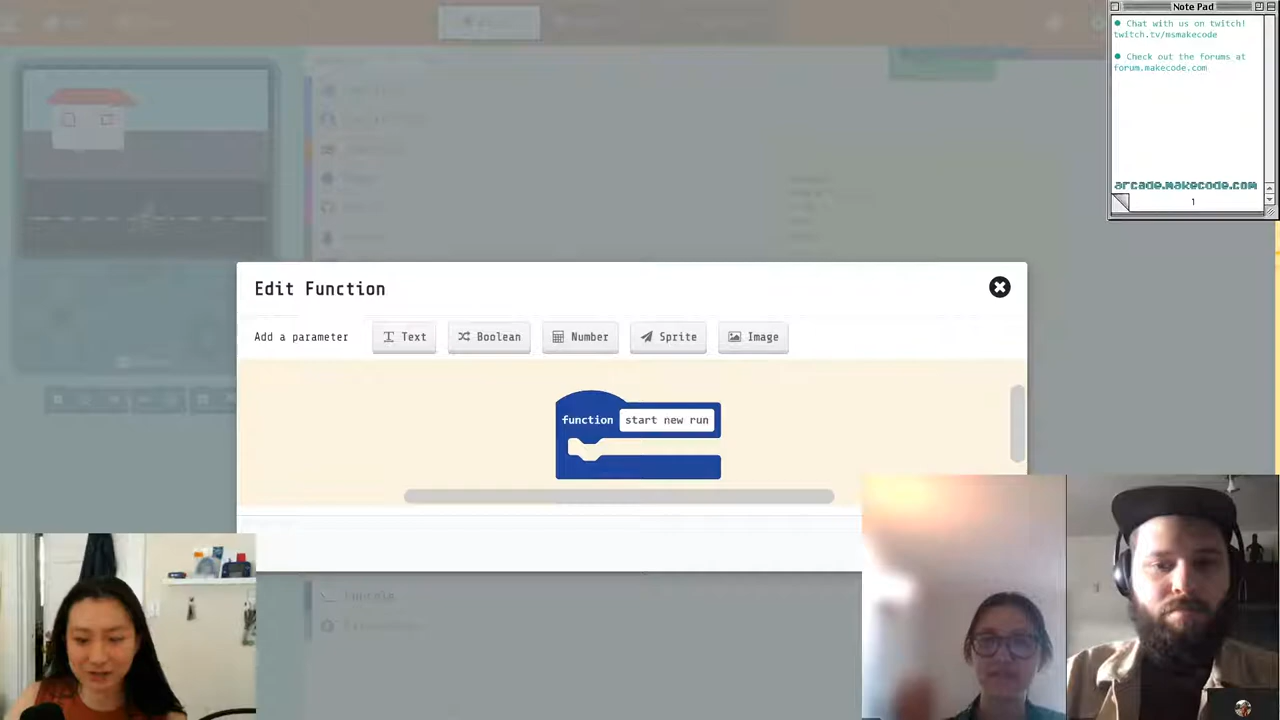 Note Pad
● Chat with us on twitch!
twitch.tv/msmakecode
● Check out the forums at
forum.makecode.com
arcade.makecode.com
1
Edit Function
Add a parameter
Text
Boolean
Number
Sprite
Image
function start new run